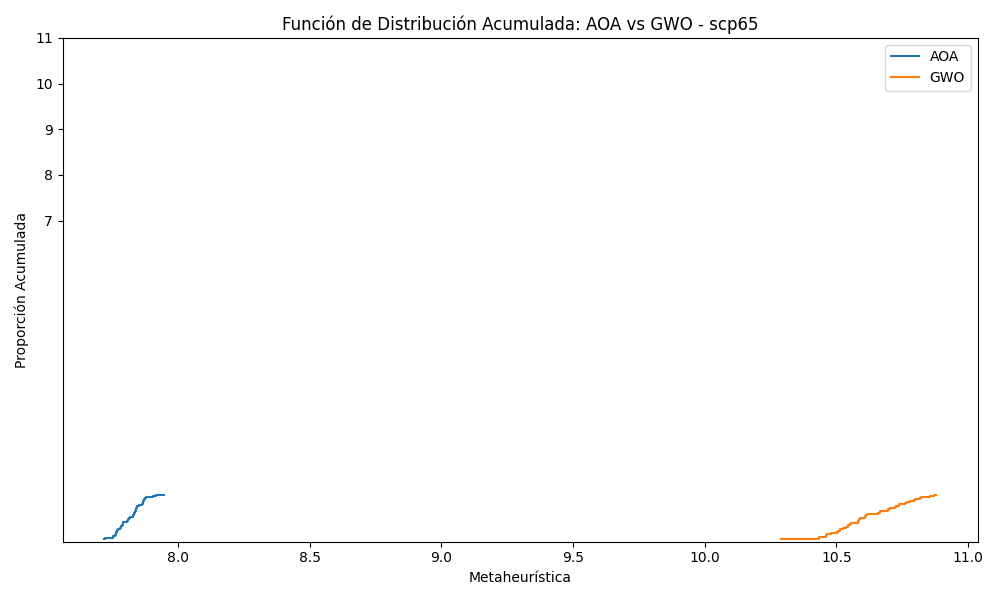 Función de Distribución Acumulada: AOA vs GWO - scp65
AOA
GWO
11
10
9
8
7
Proporción Acumulada
8.0 8.5 9.0 9.5 10.0 10.5 11.0
Metaheurística